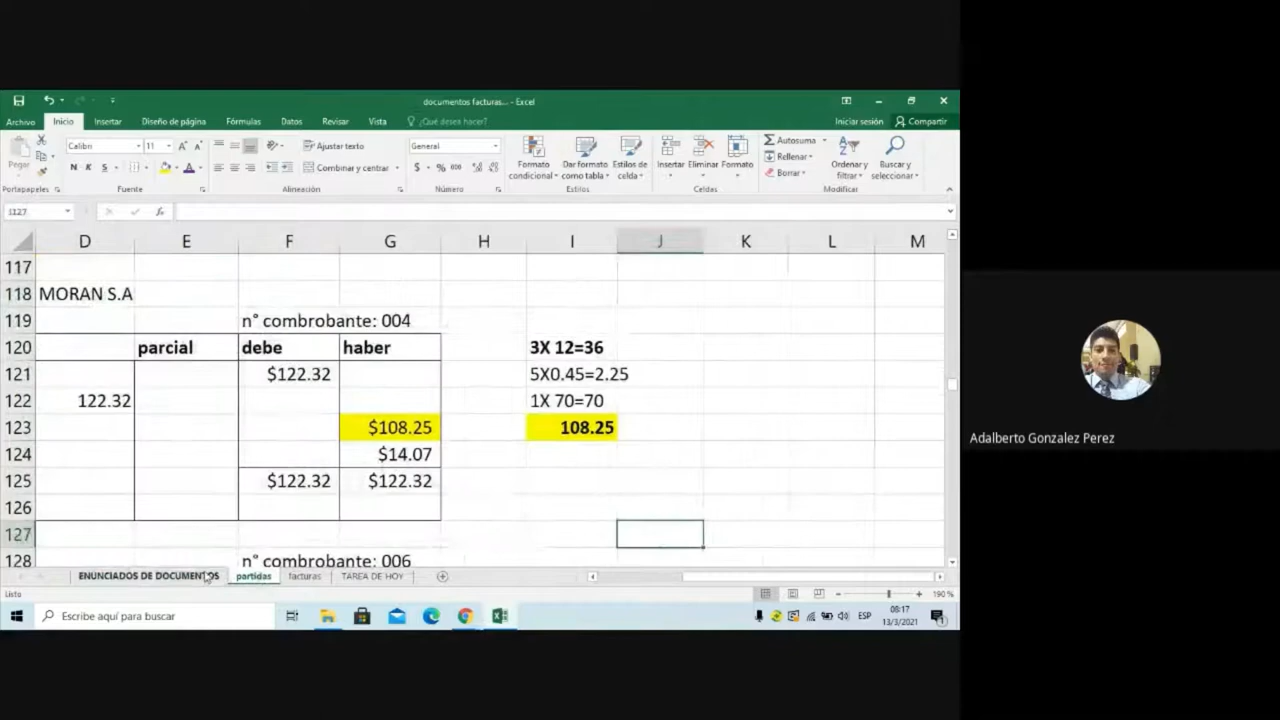 documentos facturas... - Excel
Archivo Inicio Insertar Diseño de página Fórmulas Datos Revisar Vista ¿Qué desea hacer? Iniciar sesión Compartir
Pegar
Calibri 11
N K S
Ajustar texto
Combinar y centrar
General
$ % 000
Formato condicional
Dar formato como tabla
Estilos de celda
Insertar Eliminar Formato
Autosuma
Rellenar
Borrar
Ordenar y filtrar
Buscar y seleccionar
Portapapeles Fuente Alineación Número Estilos Celdas Modificar
J127 fx
D E F G H I J K L M
117
118 MORAN S.A
119 n° combrobante: 004
120 parcial debe haber 3X 12=36
121 $122.32 5X0.45=2.25
122 122.32 1X 70=70
123 $108.25 108.25
124 $14.07
125 $122.32 $122.32
126
127
128 n° combrobante: 006
ENUNCIADOS DE DOCUMENTOS partidas facturas TAREA DE HOY
Listo 190 %
Escribe aquí para buscar ESP 08:17
13/3/2021
Adalberto Gonzalez Perez